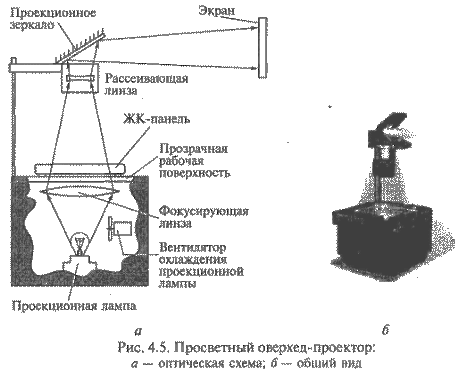 Проекционное
зеркало
Экран
Рассеивающая
линза
ЖК-панель
Прозрачная
рабочая
поверхность
Фокусирующая
линза
Вентилятор
охлаждения
проекционной
лампы
Проекционная лампа
а
б
Рис. 4.5. Просветный оверхед-проектор:
а — оптическая схема; б — общий вид